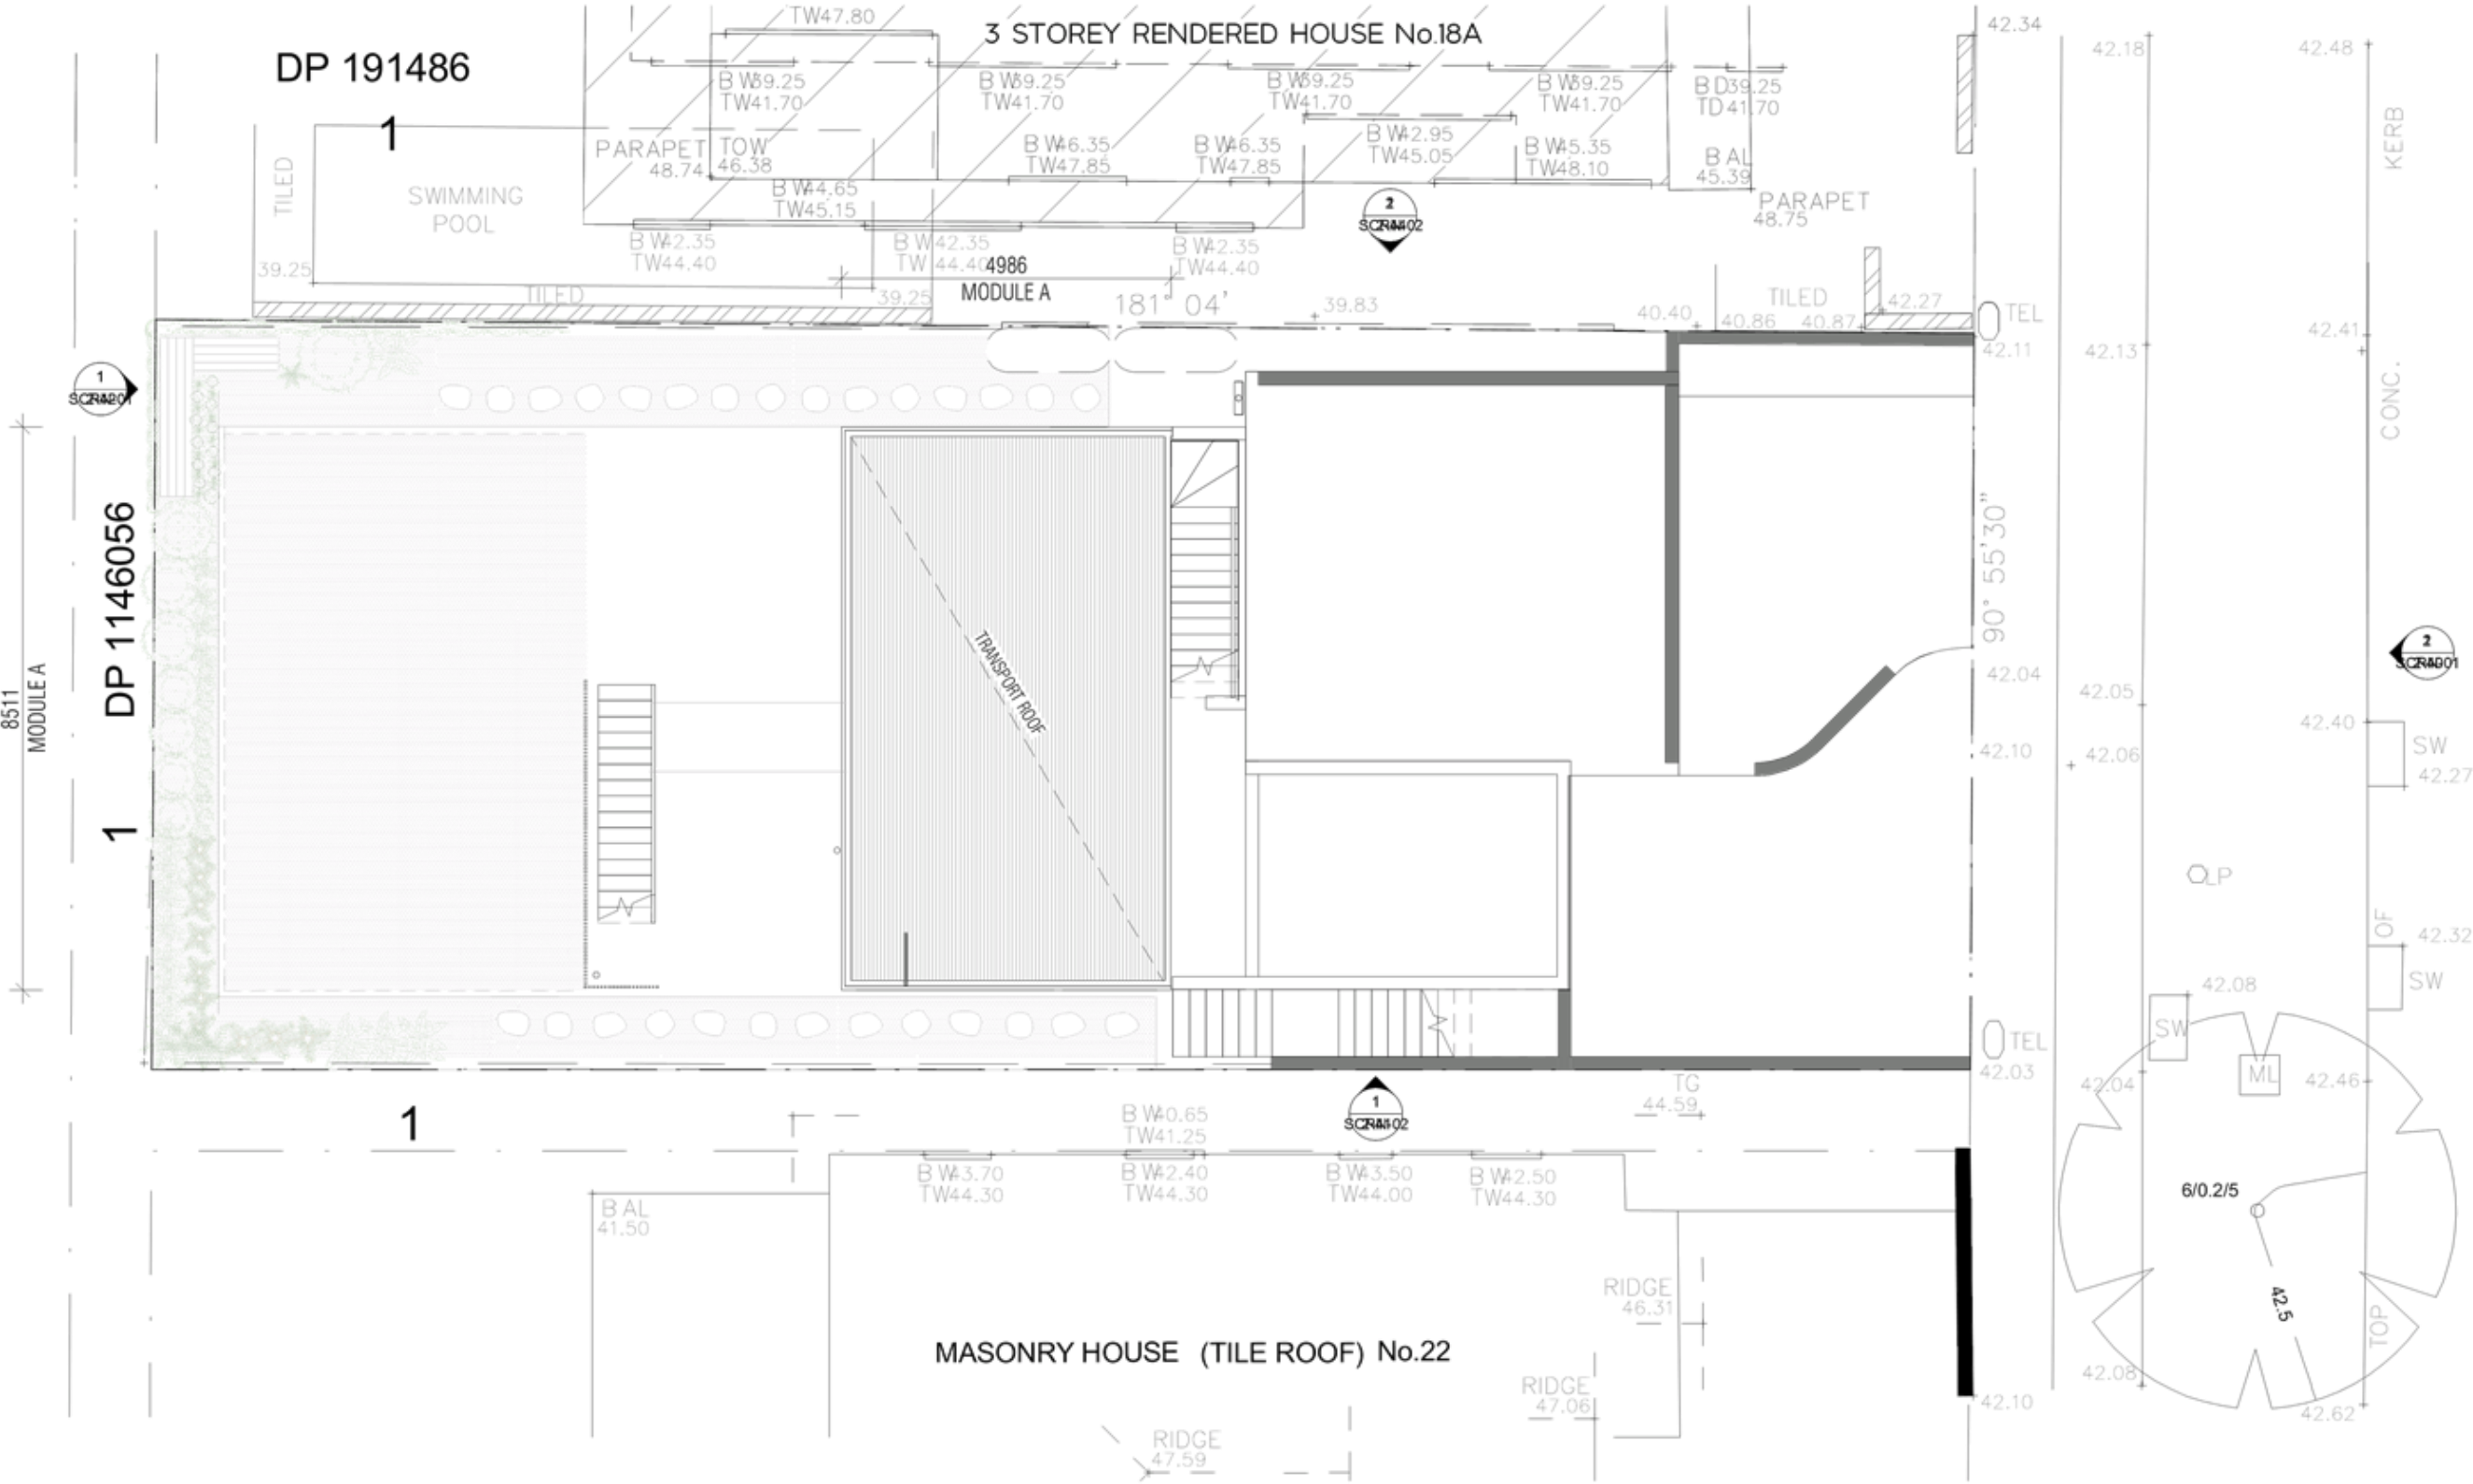 TW47.80
3 STOREY RENDERED HOUSE No.18A
42.34
42.18
42.48
DP 191486
1
B W39.25
TW41.70
B W39.25
TW41.70
B W39.25
TW41.70
B W39.25
TW41.70
B D39.25
TD 41.70
KERB
PARAPET
48.74
TOW
46.38
B W46.35
TW47.85
B W46.35
TW47.85
B W42.95
TW45.05
B W45.35
TW48.10
B AL
45.39
TILED
SWIMMING
POOL
B W44.65
TW45.15
PARAPET
48.75
2
B W42.35
TW44.40
B W42.35
TW 44.40
B W42.35
TW44.40
39.25
4986
MODULE A
TILED
39.25
181° 04'
39.83
40.40
TILED
40.86
40.87
42.27
TEL
42.11
42.13
42.41
CONC.
1
90° 55' 30"
DP 1146056
1
8511
MODULE A
TRANSPORT ROOF
2
42.04
42.05
42.10
42.06
42.40
SW
42.27
LP
OF
42.32
SW
42.08
SW
TEL
42.03
42.04
ML
42.46
1
1
B W40.65
TW41.25
TG
44.59
B W43.70
TW44.30
B W42.40
TW44.30
B W43.50
TW44.00
B W42.50
TW44.30
B AL
41.50
6/0.2/5
42.5
RIDGE
46.31
TOP
MASONRY HOUSE (TILE ROOF) No.22
RIDGE
47.06
42.08
42.10
42.62
RIDGE
47.59